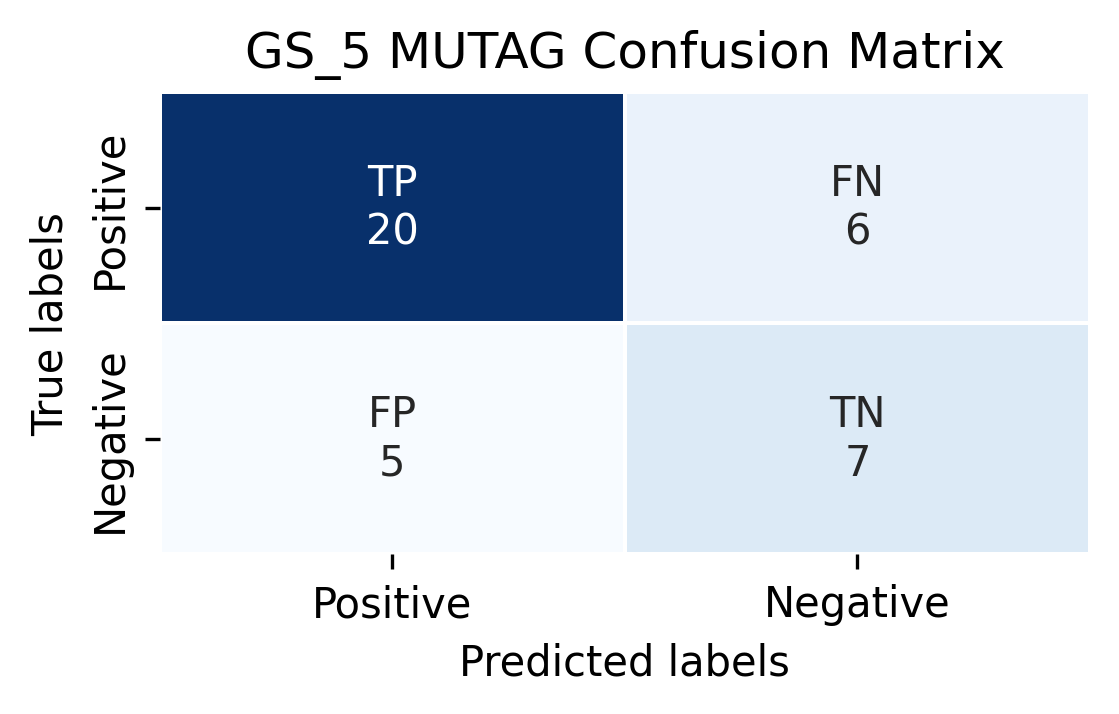 GS_5 MUTAG Confusion Matrix
True labels
Positive
TP
20
FN
6
Negative
FP
5
TN
7
Positive
Negative
Predicted labels